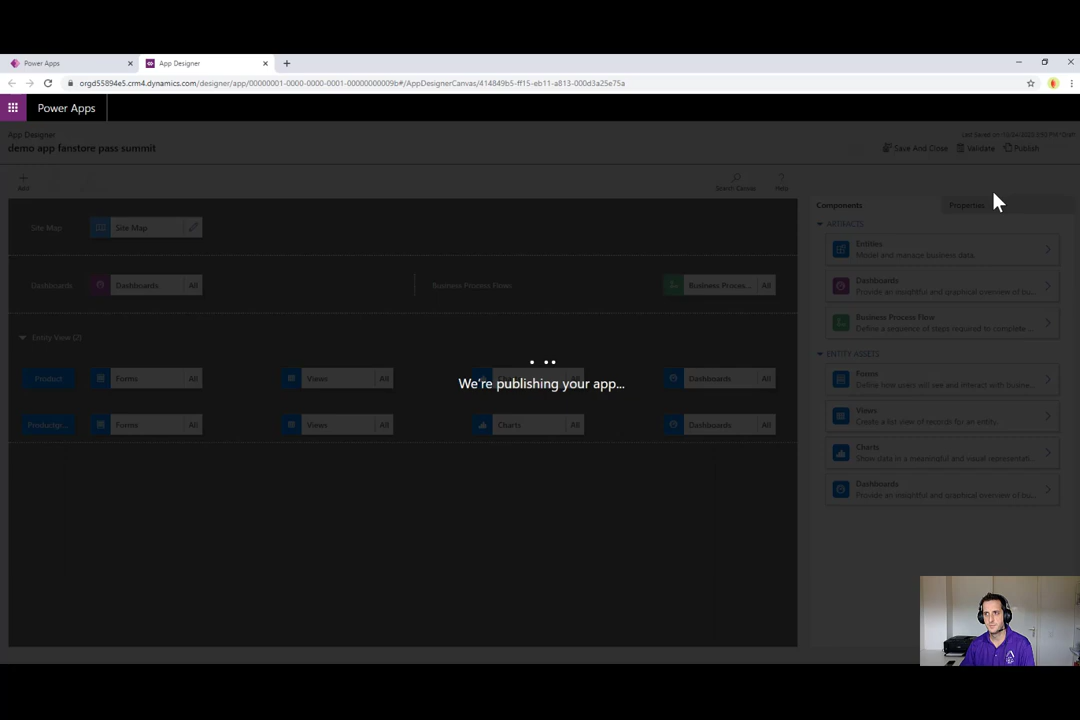 Power Apps
App Designer
orgd55894e5.crm4.dynamics.com/designer/app/00000001-0000-0000-0001-00000000009b#/AppDesignerCanvas/414849b5-ff15-eb11-a813-000d3a25e75a
Power Apps
App Designer
demo app fanstore pass summit
Save And Close
Validate
Publish
Add
Search Canvas
Help
Components
Properties
Site Map
Site Map
ARTIFACTS
Entities
Model and manage business data.
Dashboards
Dashboards
All
Business Process Flows
Business Proces...
All
Dashboards
Provide an insightful and graphical overview of bu...
Business Process Flow
Define a sequence of steps required to complete ...
Entity View (2)
ENTITY ASSETS
Product
Forms
All
Views
All
All
Dashboards
All
Forms
Define how users will see and interact with busine...
We're publishing your app...
Productgr...
Forms
All
Views
All
Charts
All
Dashboards
All
Views
Create a list view of records for an entity.
Charts
Show data in a meaningful and visual representati...
Dashboards
Provide an insightful and graphical overview of bu...